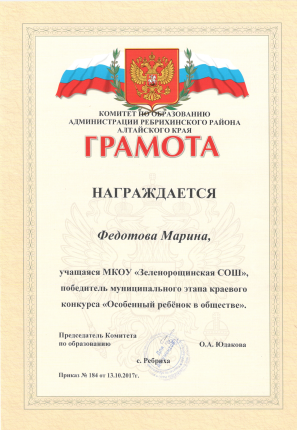 КОМИТЕТ ПО ОБРАЗОВАНИЮ
АДМИНИСТРАЦИИ РЕБРИХИНСКОГО РАЙОНА
АЛТАЙСКОГО КРАЯ
ГРАМОТА
НАГРАЖДАЕТСЯ
Федотова Марина,
учащаяся МКОУ «Зеленорощинская СОШ»,
победитель муниципального этапа краевого
конкурса «Особенный ребёнок в обществе».
Председатель Комитета
по образованию О.А. Юдакова
с. Ребриха
Приказ № 184 от 13.10.2017г.